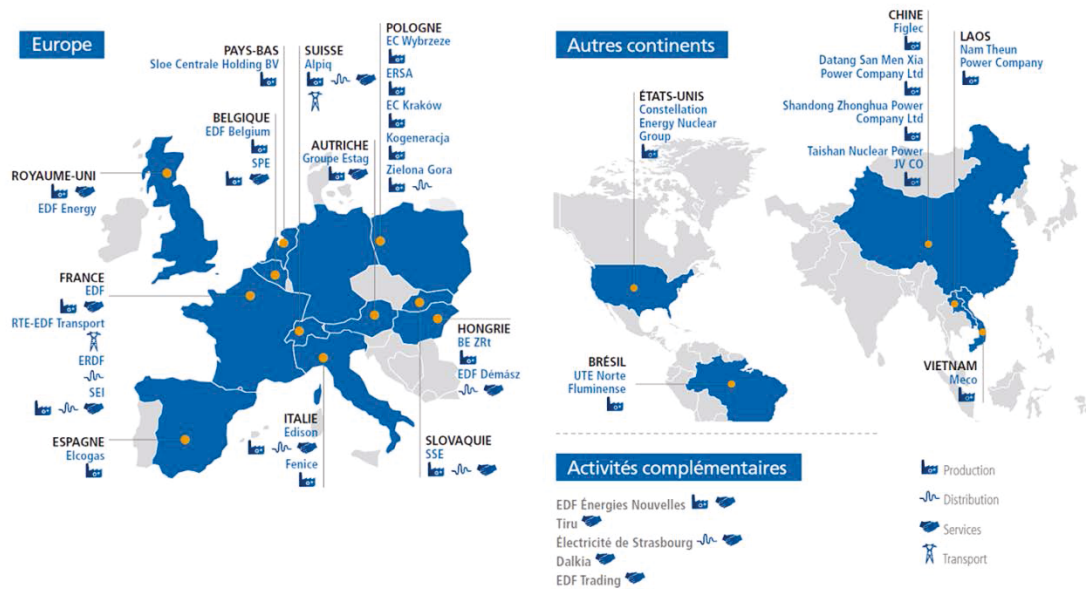 Europe
PAYS-BAS
Sloe Centrale Holding BV
SUISSE
Alpiq
POLOGNE
EC Wybrzeze
ERSA
EC Kraków
Kogeneracja
Zielona Gora
BELGIQUE
EDF Belgium
SPE
AUTRICHE
Groupe Estag
ROYAUME-UNI
EDF Energy
FRANCE
EDF
RTE-EDF Transport
ERDF
SEI
ESPAGNE
Elcogas
ITALIE
Edison
Fenice
HONGRIE
BE ZRt
EDF Démász
SLOVAQUIE
SSE
Autres continents
ÉTATS-UNIS
Constellation
Energy Nuclear
Group
CHINE
Figlec
Datang San Men Xia
Power Company Ltd
Shandong Zhonghua Power
Company Ltd
Taishan Nuclear Power
JV CO
LAOS
Nam Theun
Power Company
BRÉSIL
UTE Norte
Fluminense
VIETNAM
Meco
Activités complémentaires
EDF Énergies Nouvelles
Tiru
Électricité de Strasbourg
Dalkia
EDF Trading
Production
Distribution
Services
Transport